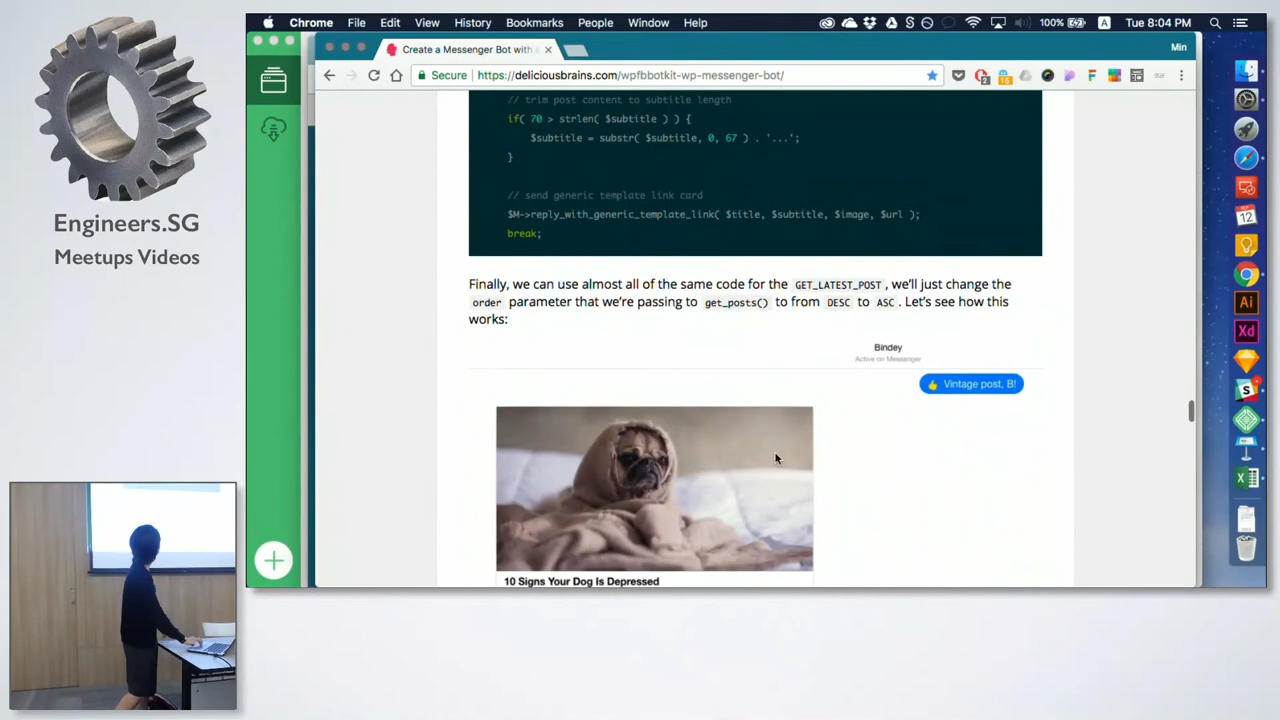 Chrome File Edit View History Bookmarks People Window Help 100% A Tue 8:04 PM
Create a Messenger Bot with
Min
Secure https://deliciousbrains.com/wpfbbotkit-wp-messenger-bot/
// trim post content to subtitle length
if( 70 > strlen( $subtitle ) ) {
$subtitle = substr( $subtitle, 0, 67 ) . '...';
}
// send generic template link card
$M->reply_with_generic_template_link( $title, $subtitle, $image, $url );
break;
Finally, we can use almost all of the same code for the GET_LATEST_POST, we'll just change the
order parameter that we're passing to get_posts() to from DESC to ASC. Let's see how this
works:
Bindey
Active on Messenger
👍 Vintage post, B!
10 Signs Your Dog Is Depressed
Engineers.SG
Meetups Videos
SEP
12
Ai
Xd